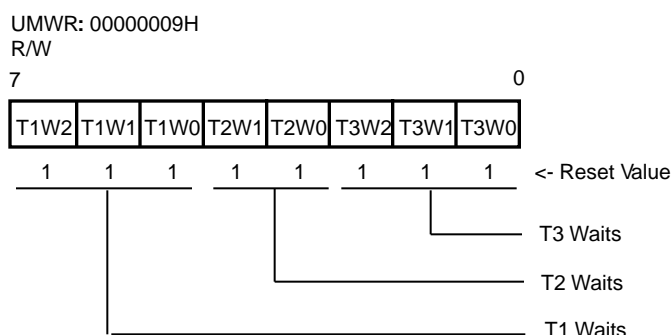 UMWR: 00000009H
R/W
7 0
T1W2 T1W1 T1W0 T2W1 T2W0 T3W2 T3W1 T3W0
1 1 1 1 1 1 1 1 <- Reset Value
T3 Waits
T2 Waits
T1 Waits